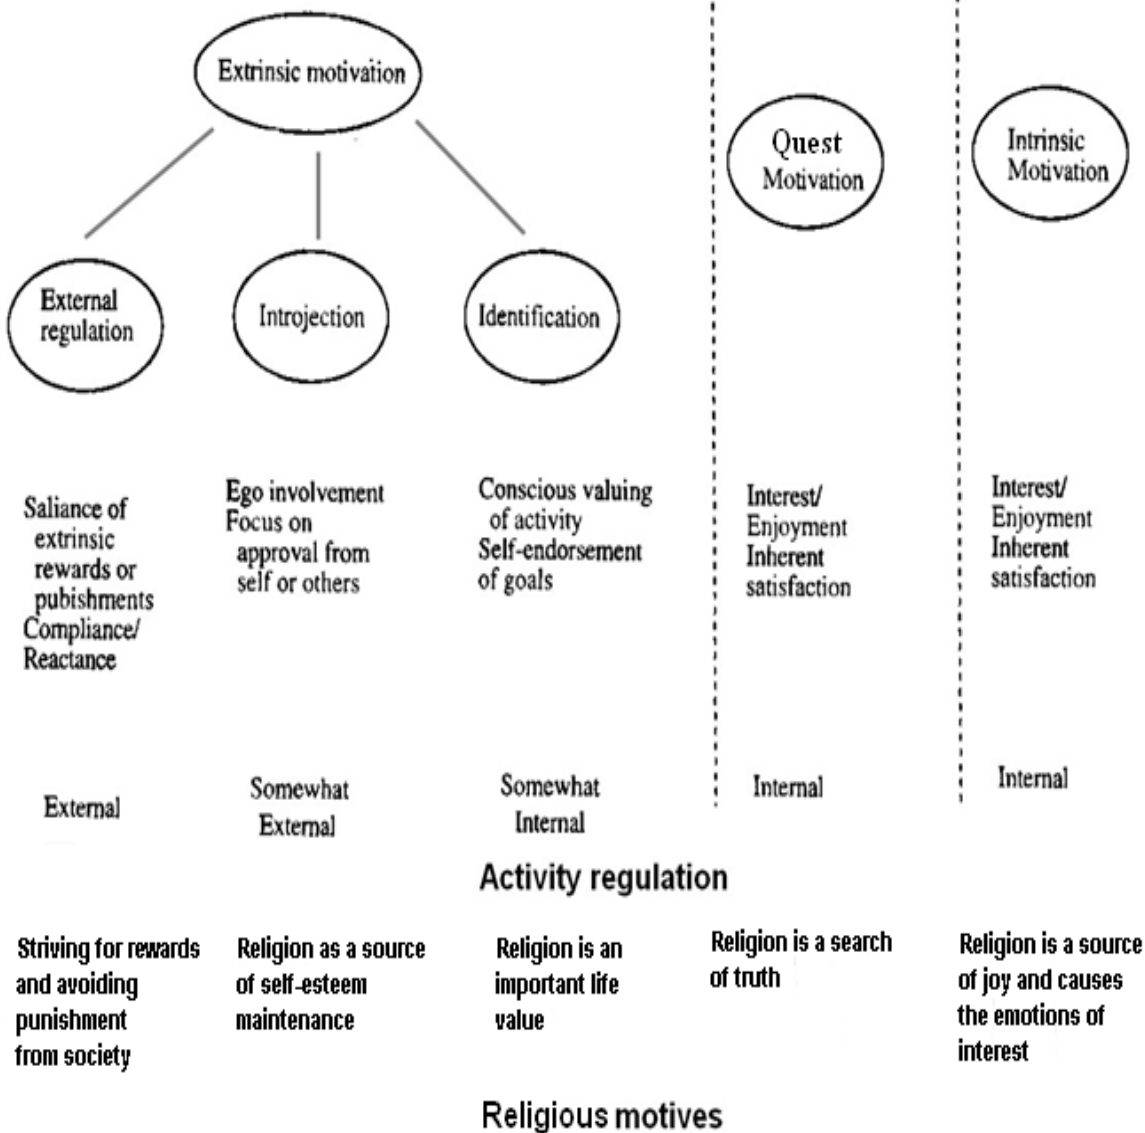 Extrinsic motivation
Quest
Motivation
Intrinsic
Motivation
External
regulation
Introjection
Identification
Saliance of
extrinsic
rewards or
pubishments
Compliance/
Reactance
Ego involvement
Focus on
approval from
self or others
Conscious valuing
of activity
Self-endorsement
of goals
Interest/
Enjoyment
Inherent
satisfaction
Interest/
Enjoyment
Inherent
satisfaction
External
Somewhat
External
Somewhat
Internal
Internal
Internal
Activity regulation
Striving for rewards
and avoiding
punishment
from society
Religion as a source
of self-esteem
maintenance
Religion is an
important life
value
Religion is a search
of truth
Religion is a source
of joy and causes
the emotions of
interest
Religious motives